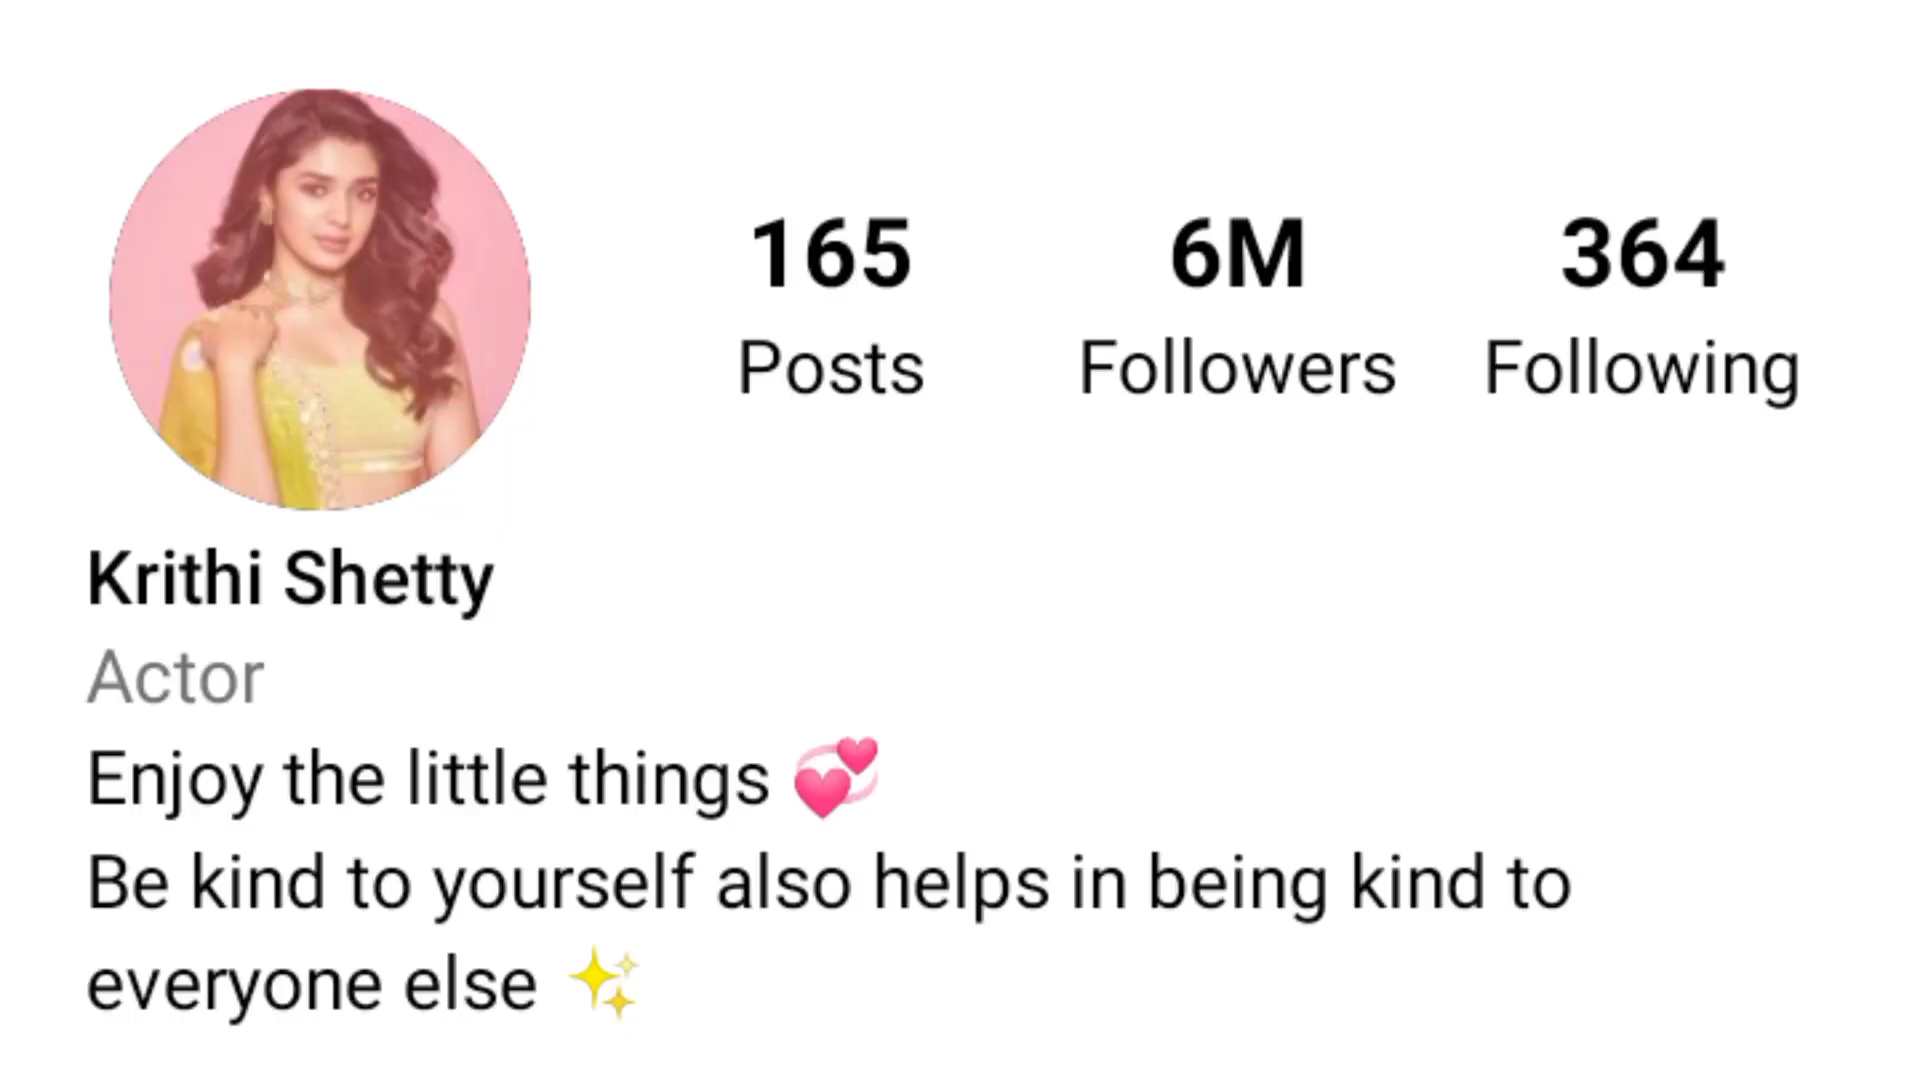 165 6M 364
Posts Followers Following
Krithi Shetty
Actor
Enjoy the little things 💞
Be kind to yourself also helps in being kind to
everyone else ✨